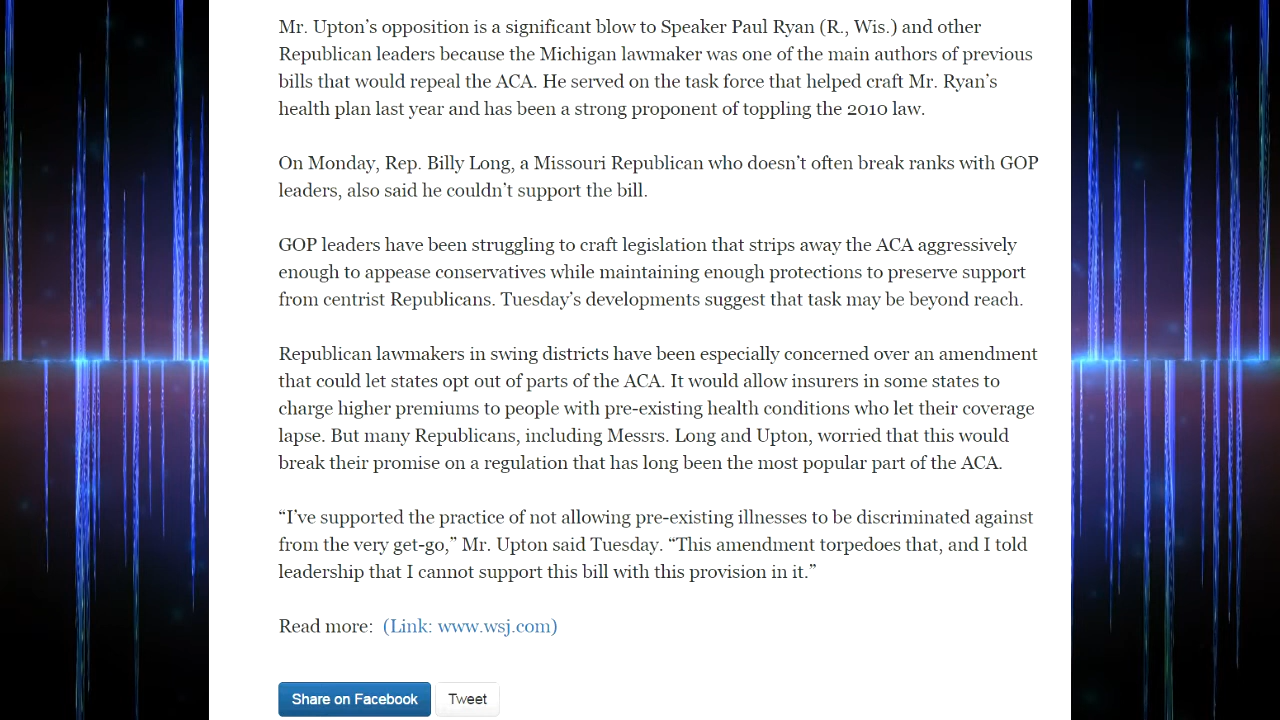 Mr. Upton’s opposition is a significant blow to Speaker Paul Ryan (R., Wis.) and other
Republican leaders because the Michigan lawmaker was one of the main authors of previous
bills that would repeal the ACA. He served on the task force that helped craft Mr. Ryan’s
health plan last year and has been a strong proponent of toppling the 2010 law.
On Monday, Rep. Billy Long, a Missouri Republican who doesn’t often break ranks with GOP
leaders, also said he couldn’t support the bill.
GOP leaders have been struggling to craft legislation that strips away the ACA aggressively
enough to appease conservatives while maintaining enough protections to preserve support
from centrist Republicans. Tuesday’s developments suggest that task may be beyond reach.
Republican lawmakers in swing districts have been especially concerned over an amendment
that could let states opt out of parts of the ACA. It would allow insurers in some states to
charge higher premiums to people with pre-existing health conditions who let their coverage
lapse. But many Republicans, including Messrs. Long and Upton, worried that this would
break their promise on a regulation that has long been the most popular part of the ACA.
“I’ve supported the practice of not allowing pre-existing illnesses to be discriminated against
from the very get-go,” Mr. Upton said Tuesday. “This amendment torpedoes that, and I told
leadership that I cannot support this bill with this provision in it.”
Read more: (Link: www.wsj.com)
Share on Facebook Tweet